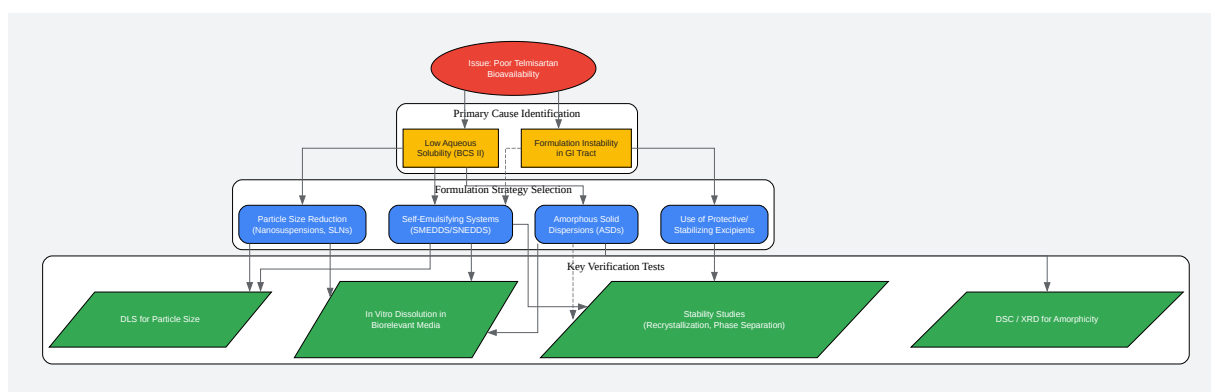 Issue: Poor Telmisartan
Bioavailability
Primary Cause Identification
Low Aqueous
Solubility (BCS II)
Formulation Instability
in GI Tract
Formulation Strategy Selection
Particle Size Reduction
(Nanosuspensions, SLNs)
Self-Emulsifying Systems
(SMEDDS/SNEDDS)
Amorphous Solid
Dispersions (ASDs)
Use of Protective/
Stabilizing Excipients
Key Verification Tests
DLS for Particle Size
In Vitro Dissolution in
Biorelevant Media
Stability Studies
(Recrystallization, Phase Separation)
DSC / XRD for Amorphicity